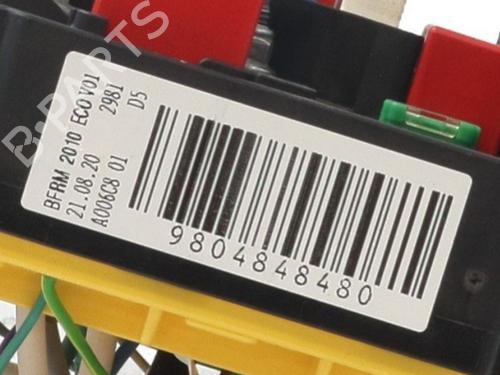 BFRM 2010 ECO V01
21.08.20 2981
A006C8 01 D5
9804848480
B-PARTS